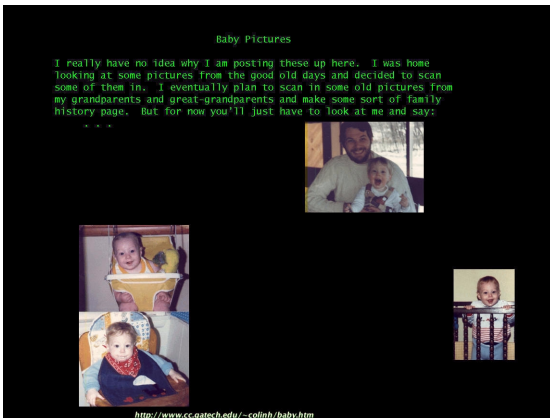 Baby Pictures
I really have no idea why I am posting these up here. I was home
looking at some pictures from the good old days and decided to scan
some of them in. I eventually plan to scan in some old pictures from
my grandparents and great-grandparents and make some sort of family
history page. But for now you'll just have to look at me and say:
. . .
http://www.cc.gatech.edu/~colinh/baby.htm